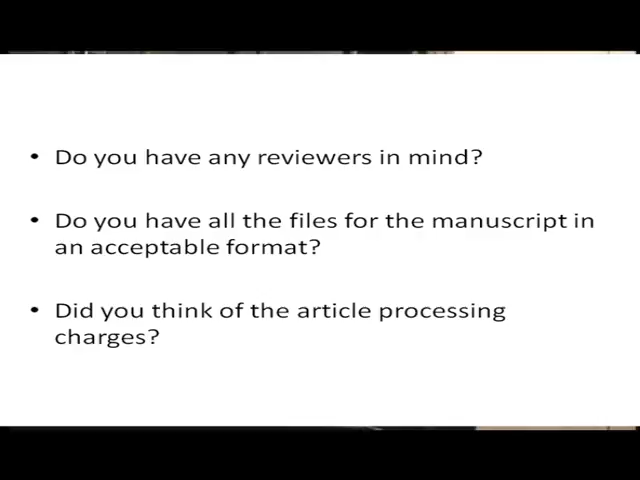 • Do you have any reviewers in mind?
• Do you have all the files for the manuscript in
an acceptable format?
• Did you think of the article processing
charges?